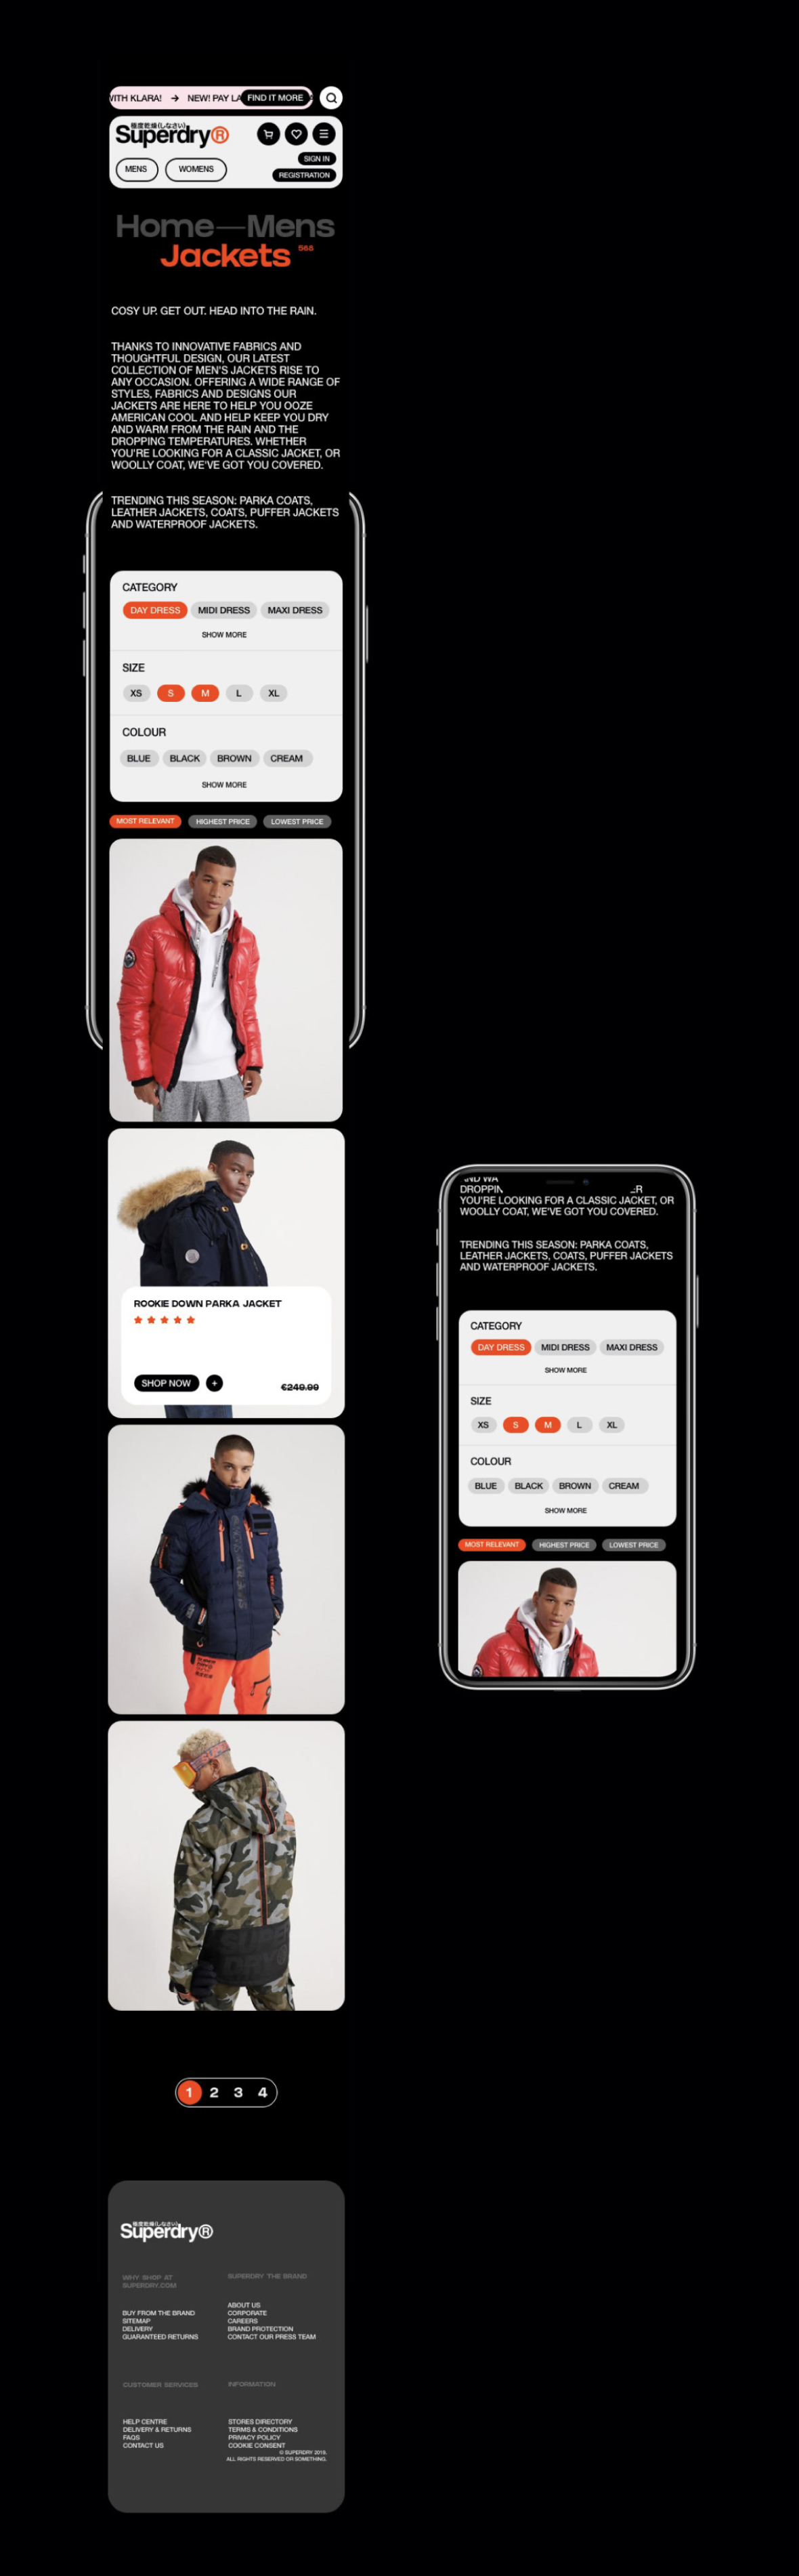 WITH KLARA! → NEW! PAY LA
FIND IT MORE
極度乾燥(しなさい)
Superdry®
MENS
WOMENS
SIGN IN
REGISTRATION
Home—Mens
Jackets 568
COSY UP. GET OUT. HEAD INTO THE RAIN.
THANKS TO INNOVATIVE FABRICS AND
THOUGHTFUL DESIGN, OUR LATEST
COLLECTION OF MEN'S JACKETS RISE TO
ANY OCCASION. OFFERING A WIDE RANGE OF
STYLES, FABRICS AND DESIGNS OUR
JACKETS ARE HERE TO HELP YOU OOZE
AMERICAN COOL AND HELP KEEP YOU DRY
AND WARM FROM THE RAIN AND THE
DROPPING TEMPERATURES. WHETHER
YOU'RE LOOKING FOR A CLASSIC JACKET, OR
WOOLLY COAT, WE'VE GOT YOU COVERED.
TRENDING THIS SEASON: PARKA COATS,
LEATHER JACKETS, COATS, PUFFER JACKETS
AND WATERPROOF JACKETS.
CATEGORY
DAY DRESS MIDI DRESS MAXI DRESS
SHOW MORE
SIZE
XS S M L XL
COLOUR
BLUE BLACK BROWN CREAM
SHOW MORE
MOST RELEVANT HIGHEST PRICE LOWEST PRICE
ROOKIE DOWN PARKA JACKET
SHOP NOW +
€249.99
1 2 3 4
極度乾燥(しなさい)
Superdry®
WHY SHOP AT
SUPERDRY.COM
BUY FROM THE BRAND
SITEMAP
DELIVERY
GUARANTEED RETURNS
SUPERDRY THE BRAND
ABOUT US
CORPORATE
CAREERS
BRAND PROTECTION
CONTACT OUR PRESS TEAM
CUSTOMER SERVICES
HELP CENTRE
DELIVERY & RETURNS
FAQS
CONTACT US
INFORMATION
STORES DIRECTORY
TERMS & CONDITIONS
PRIVACY POLICY
COOKIE CONSENT
© SUPERDRY 2019.
ALL RIGHTS RESERVED OR SOMETHING.
AND WA
DROPPIN R
YOU'RE LOOKING FOR A CLASSIC JACKET, OR
WOOLLY COAT, WE'VE GOT YOU COVERED.
TRENDING THIS SEASON: PARKA COATS,
LEATHER JACKETS, COATS, PUFFER JACKETS
AND WATERPROOF JACKETS.
CATEGORY
DAY DRESS MIDI DRESS MAXI DRESS
SHOW MORE
SIZE
XS S M L XL
COLOUR
BLUE BLACK BROWN CREAM
SHOW MORE
MOST RELEVANT HIGHEST PRICE LOWEST PRICE